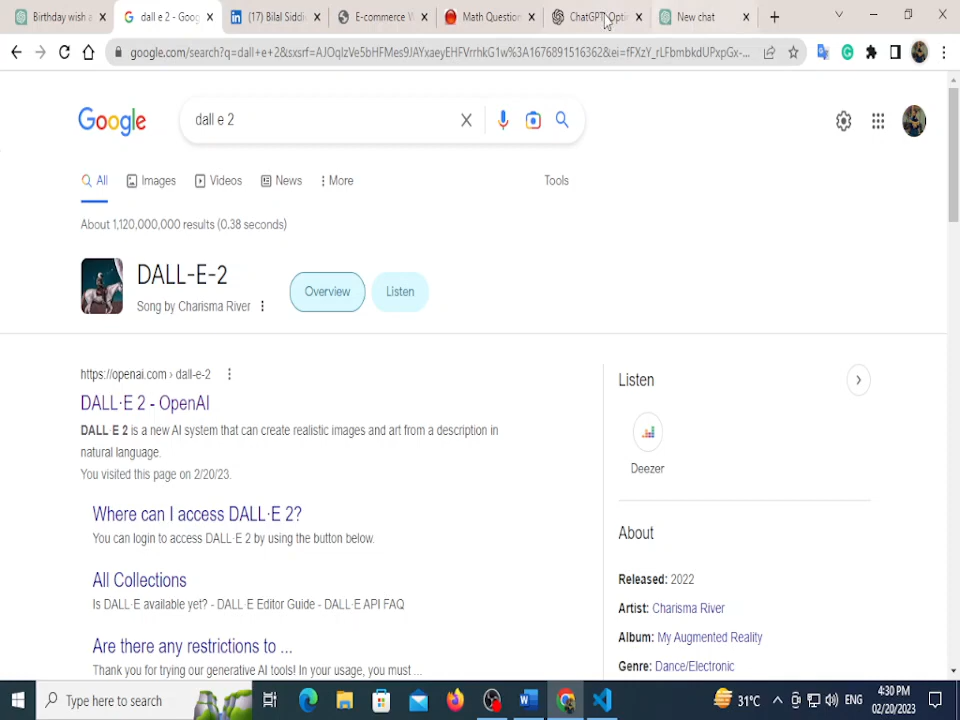 Birthday wish a
dall e 2 - Goog
(17) Bilal Siddi
E-commerce W
Math Question
ChatGPT: Optim
New chat
google.com/search?q=dall+e+2&sxsrf=AJOqlzVe5bHFMes9JAYxaeyEHFVrrhkG1w%3A1676891516362&ei=fFXzY_rLFbmbkdUPxpGx-...
Google
dall e 2
All
Images
Videos
News
More
Tools
About 1,120,000,000 results (0.38 seconds)
DALL-E-2
Song by Charisma River
Overview
Listen
https://openai.com › dall-e-2
DALL·E 2 - OpenAI
DALL·E 2 is a new AI system that can create realistic images and art from a description in
natural language.
You visited this page on 2/20/23.
Where can I access DALL·E 2?
You can login to access DALL·E 2 by using the button below.
All Collections
Is DALL·E available yet? - DALL·E Editor Guide - DALL·E API FAQ
Are there any restrictions to ...
Thank you for trying our generative AI tools! In your usage, you must ...
Listen
Deezer
About
Released: 2022
Artist: Charisma River
Album: My Augmented Reality
Genre: Dance/Electronic
Type here to search
31°C
ENG
4:30 PM
02/20/2023